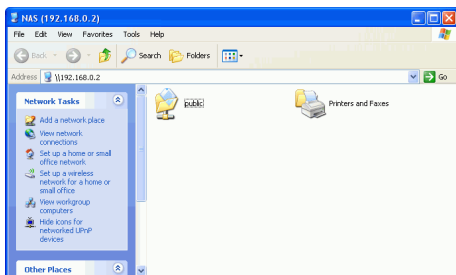 NAS (192.168.0.2)
File Edit View Favorites Tools Help
Back Search Folders
Address \\192.168.0.2 Go
Network Tasks
Add a network place
View network
connections
Set up a home or small
office network
Set up a wireless
network for a home or
small office
View workgroup
computers
Hide icons for
networked UPnP
devices
Other Places
public
Printers and Faxes